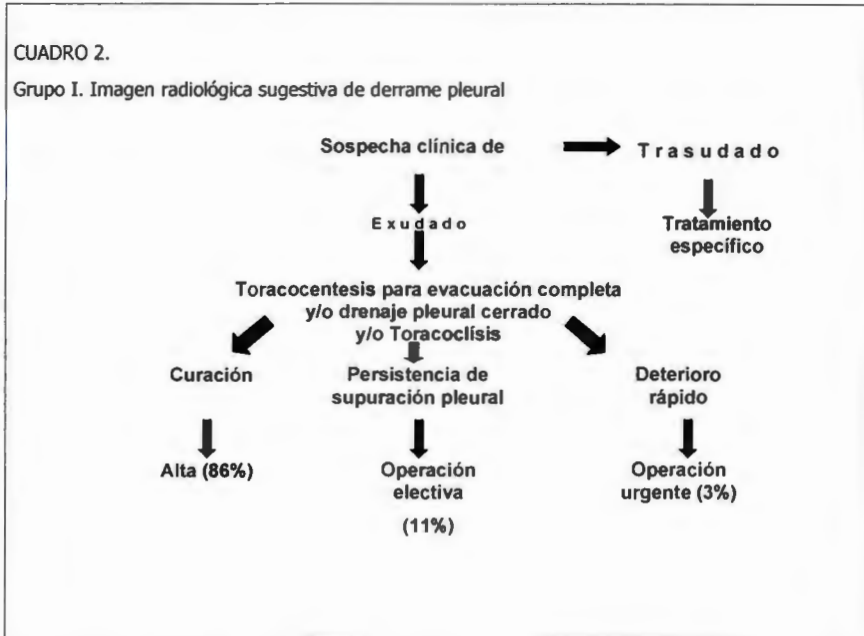 CUADRO 2.
Grupo I. Imagen radiológica sugestiva de derrame pleural
Sospecha clínica de
Trasudado
Exudado
Tratamiento
específico
Toracocentesis para evacuación completa
y/o drenaje pleural cerrado
y/o Toracoclísis
Curación
Persistencia de
supuración pleural
Deterioro
rápido
Alta (86%)
Operación
electiva
(11%)
Operación
urgente (3%)